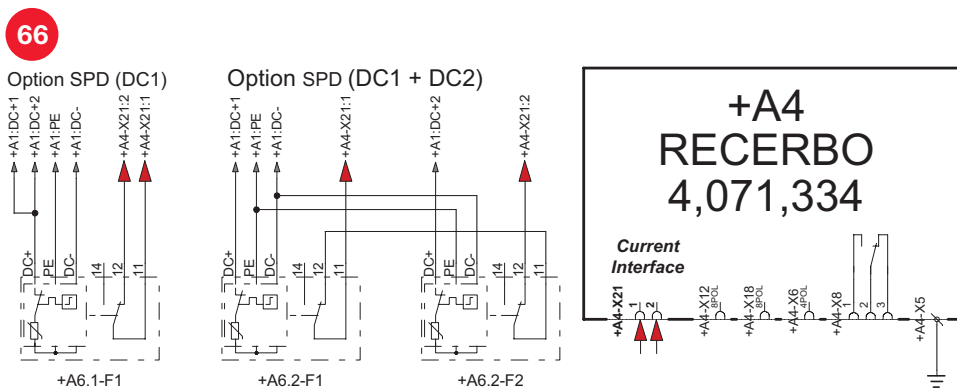 66
Option SPD (DC1)
+A1:DC+1
+A1:DC+2
+A1:PE
+A1:DC-
+A4-X21:2
+A4-X21:1
DC+
PE
DC-
14
12
11
+A6.1-F1
Option SPD (DC1 + DC2)
+A1:DC+1
+A1:PE
+A1:DC-
+A4-X21:1
+A1:DC+2
+A4-X21:2
DC+
PE
DC-
14
12
11
+A6.2-F1
DC+
PE
DC-
14
12
11
+A6.2-F2
+A4
RECERBO
4,071,334
Current
Interface
+A4-X21
1
2
+A4-X12
8POL
+A4-X18
8POL
+A4-X6
4POL
+A4-X8
1
2
3
+A4-X5